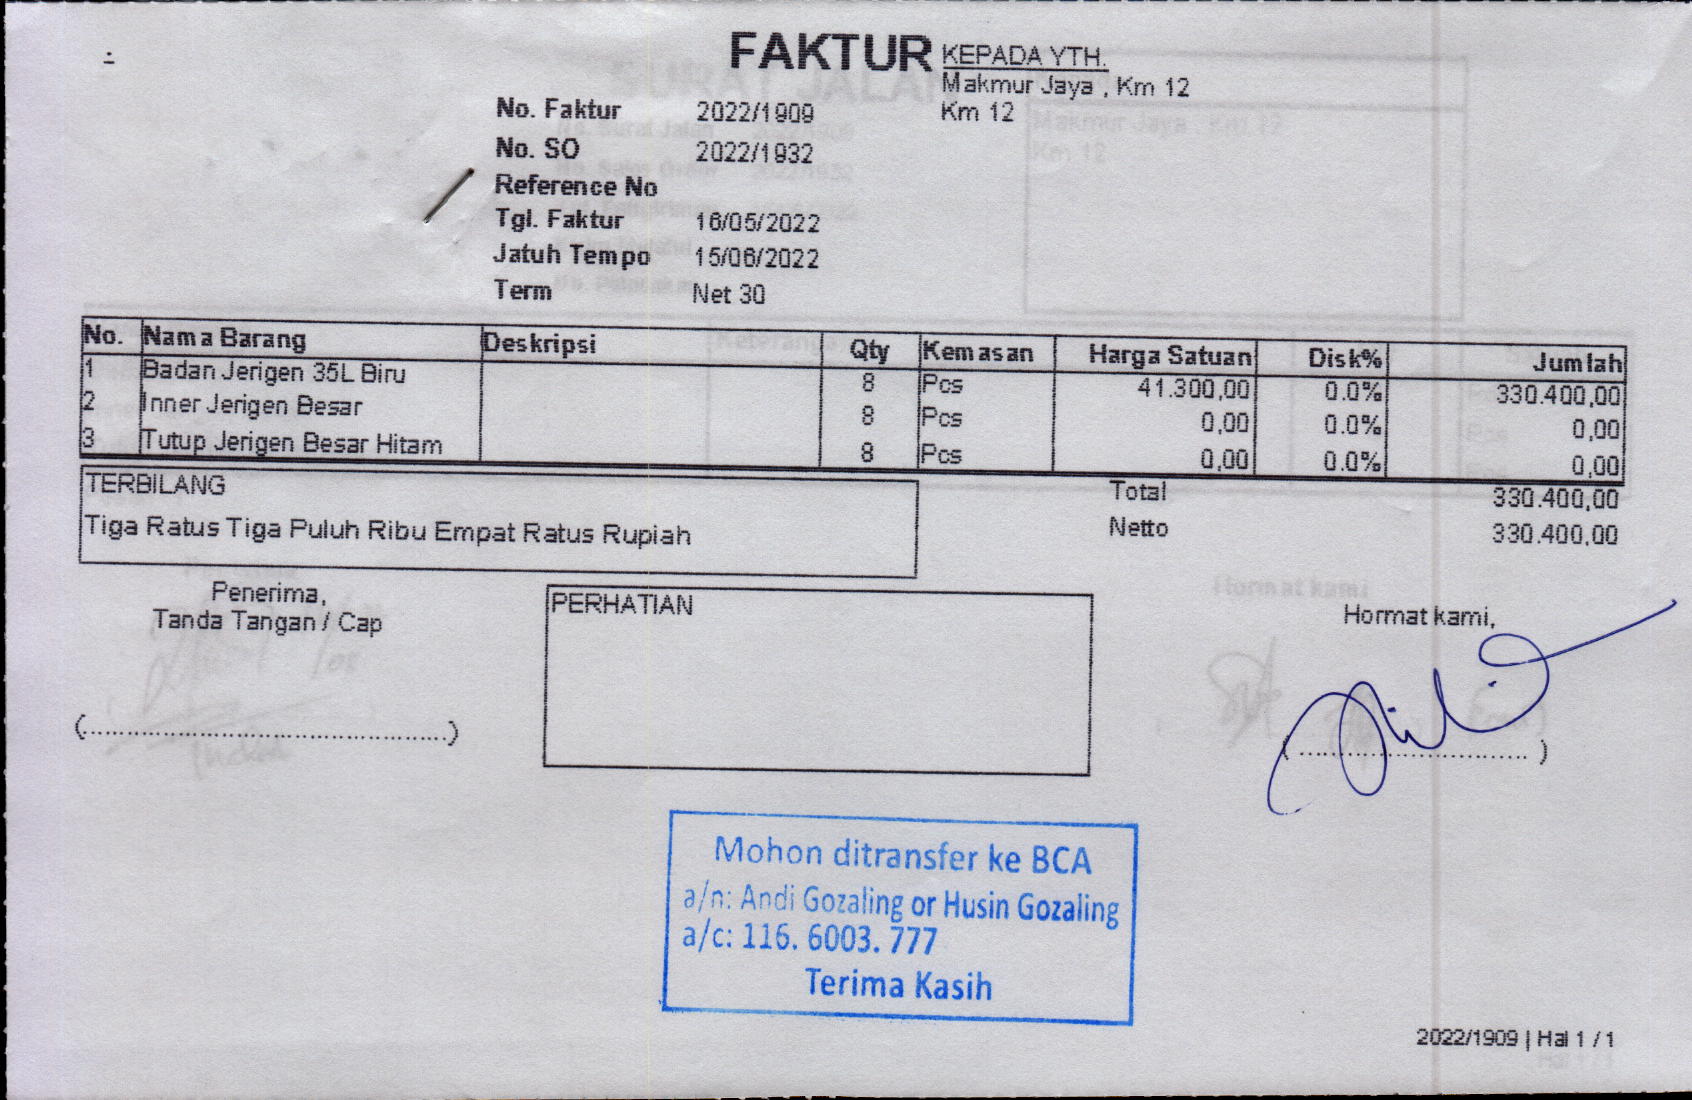 FAKTUR
KEPADA YTH.
Makmur Jaya , Km 12
Km 12
No. Faktur 2022/1909
No. SO 2022/1932
Reference No
Tgl. Faktur 16/05/2022
Jatuh Tempo 15/06/2022
Term Net 30
No. Nama Barang Deskripsi Qty Kemasan Harga Satuan Disk% Jumlah
1 Badan Jerigen 35L Biru 8 Pcs 41.300,00 0.0% 330.400,00
2 Inner Jerigen Besar 8 Pcs 0,00 0.0% 0,00
3 Tutup Jerigen Besar Hitam 8 Pcs 0,00 0.0% 0,00
TERBILANG
Tiga Ratus Tiga Puluh Ribu Empat Ratus Rupiah
Total 330.400,00
Netto 330.400,00
Penerima,
Tanda Tangan / Cap
(................................................)
PERHATIAN
Hormat kami,
(..............................)
Mohon ditransfer ke BCA
a/n: Andi Gozaling or Husin Gozaling
a/c: 116. 6003. 777
Terima Kasih
2022/1909 | Hal 1 / 1